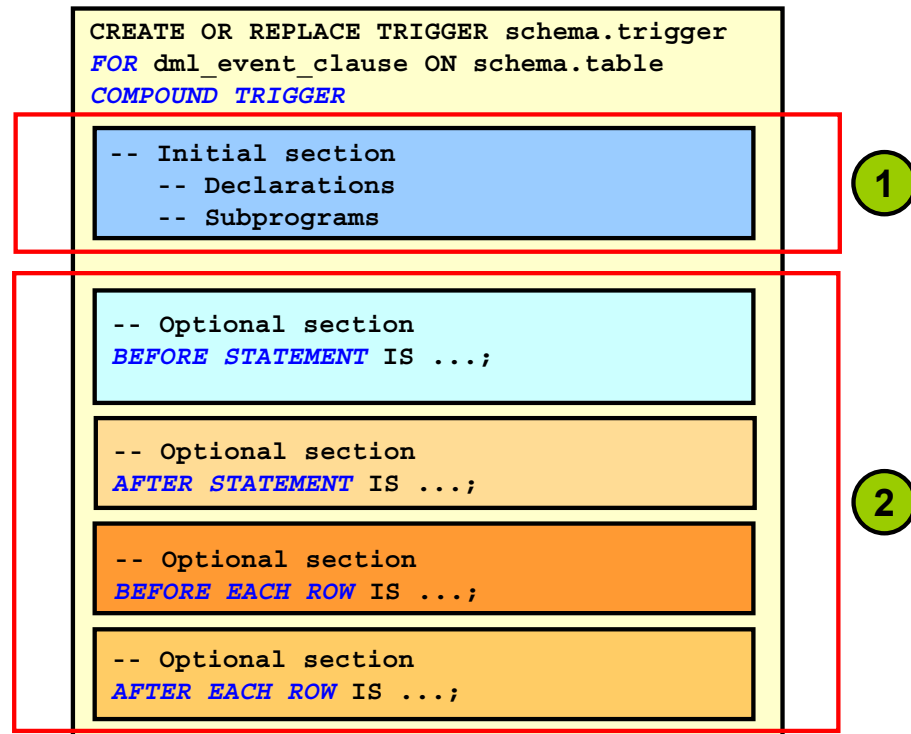 CREATE OR REPLACE TRIGGER schema.trigger
FOR dml_event_clause ON schema.table
COMPOUND TRIGGER
-- Initial section
-- Declarations
-- Subprograms
1
-- Optional section
BEFORE STATEMENT IS ...;
-- Optional section
AFTER STATEMENT IS ...;
2
-- Optional section
BEFORE EACH ROW IS ...;
-- Optional section
AFTER EACH ROW IS ...;